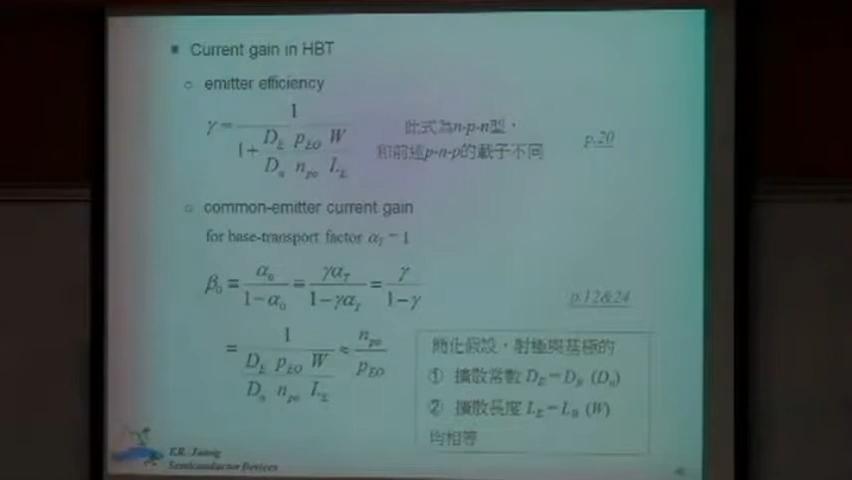 Current gain in HBT
emitter efficiency
γ = 1 / (1 + (D_E / D_n) (p_EO / n_po) (W / L_E))
此式為n-p-n型，
和前述p-n-p的載子不同
p.20
common-emitter current gain
for base-transport factor α_T = 1
β_0 = α_0 / (1 − α_0) = γα_T / (1 − γα_T) = γ / (1 − γ)
p.12&24
= 1 / ((D_E / D_n) (p_EO / n_po) (W / L_E)) ≈ n_po / p_EO
簡化假設，射極與基極的
① 擴散常數 D_E = D_B (D_n)
② 擴散長度 L_E = L_B (W)
均相等
Semiconductor Devices